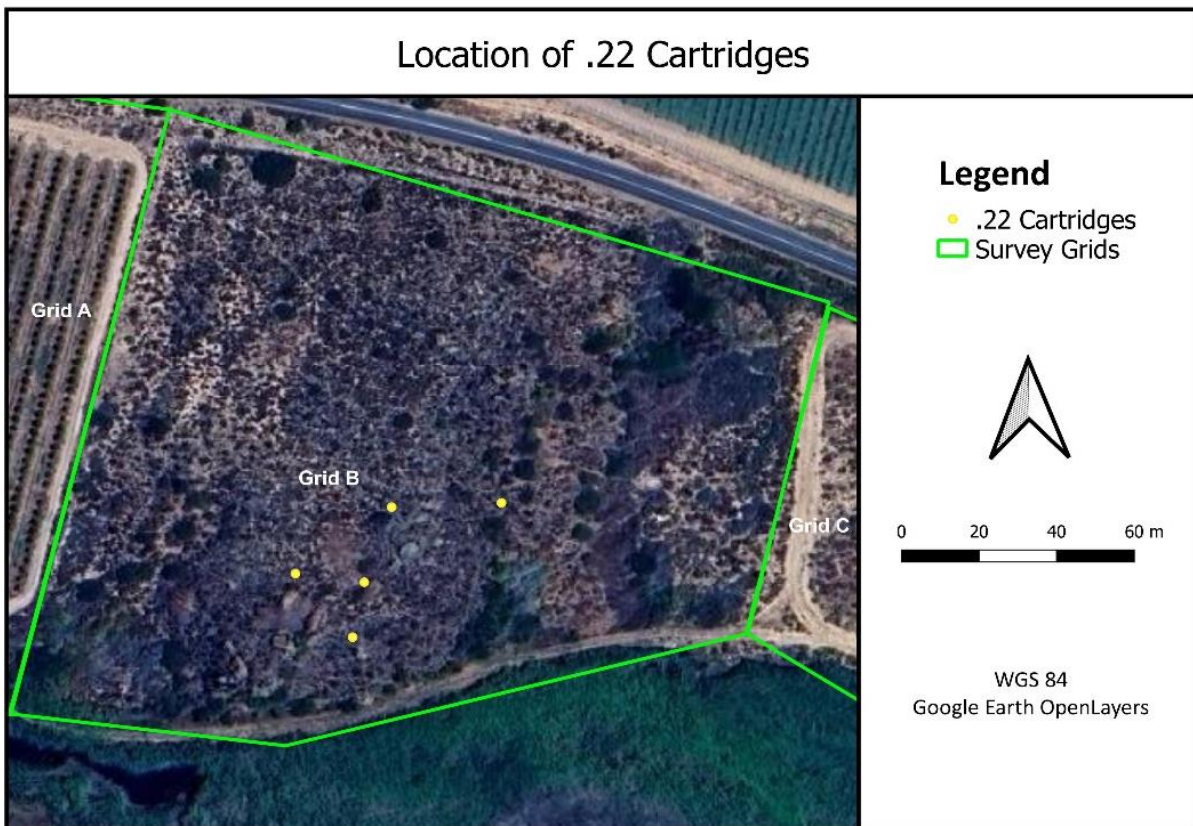 Location of .22 Cartridges
Grid A
Grid B
Grid C
Legend
.22 Cartridges
Survey Grids
0 20 40 60 m
WGS 84
Google Earth OpenLayers